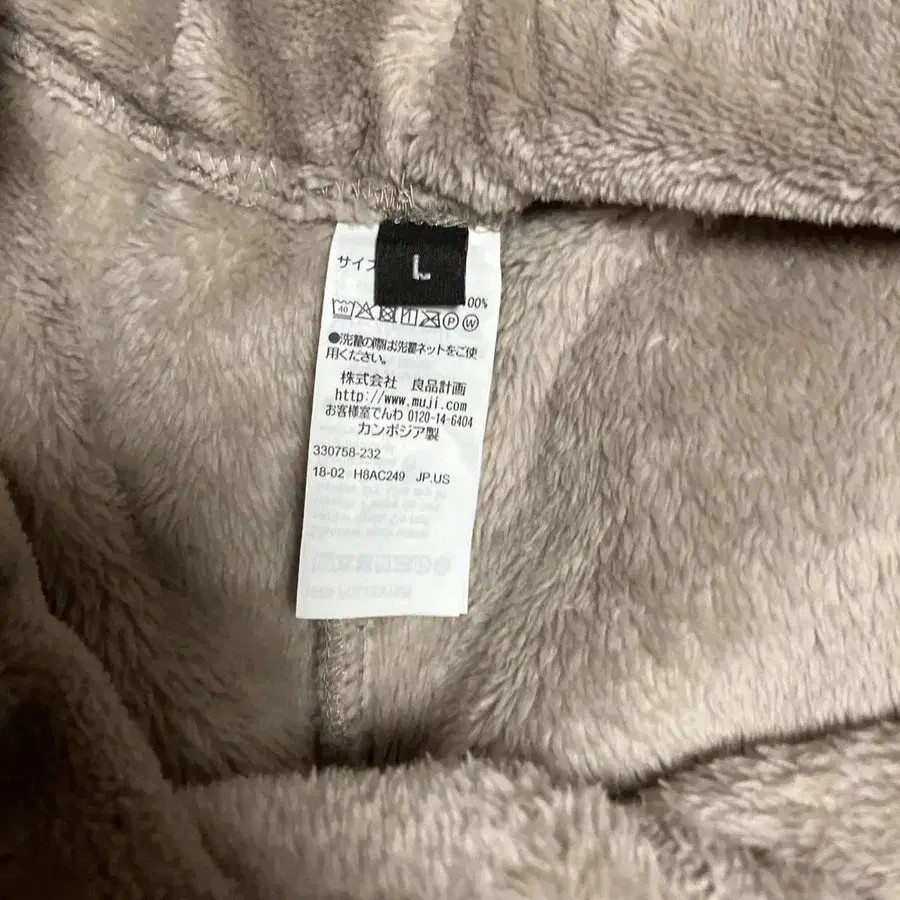 L
サイズ
100%
40
P W
●洗濯の際は洗濯ネットをご使
用ください。
株式会社 良品計画
http://www.muji.com
お客様室でんわ 0120-14-6404
カンボジア製
330758-232
18-02 H8AC249 JP.US